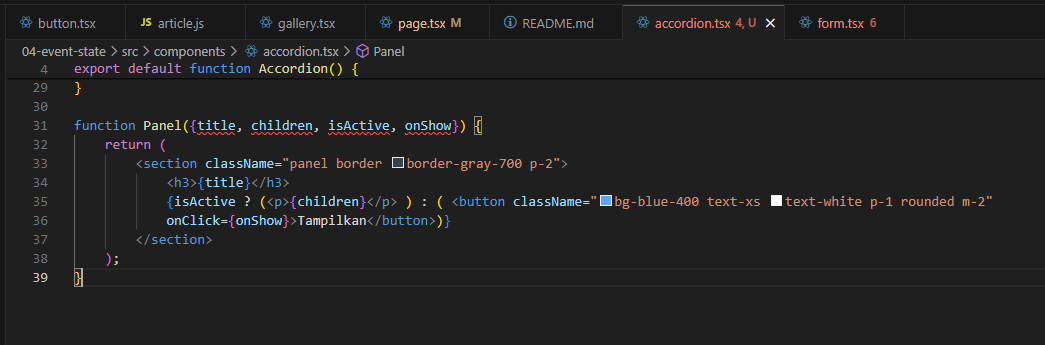 button.tsx JS article.js gallery.tsx page.tsx M README.md accordion.tsx 4, U form.tsx 6
04-event-state > src > components > accordion.tsx > Panel
4 export default function Accordion() {
29 }
30
31 function Panel({title, children, isActive, onShow}) {
32 return (
33 <section className="panel border border-gray-700 p-2">
34 <h3>{title}</h3>
35 {isActive ? (<p>{children}</p> ) : ( <button className="bg-blue-400 text-xs text-white p-1 rounded m-2"
36 onClick={onShow}>Tampilkan</button>)}
37 </section>
38 );
39 }